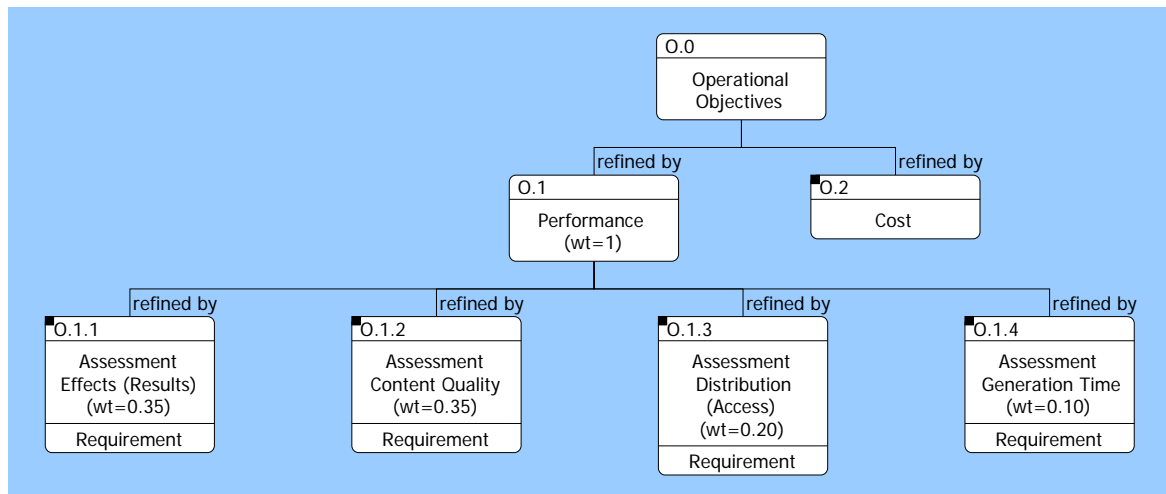 O.0
Operational
Objectives
refined by
refined by
O.1
Performance
(wt=1)
O.2
Cost
refined by
refined by
refined by
refined by
O.1.1
Assessment
Effects (Results)
(wt=0.35)
Requirement
O.1.2
Assessment
Content Quality
(wt=0.35)
Requirement
O.1.3
Assessment
Distribution
(Access)
(wt=0.20)
Requirement
O.1.4
Assessment
Generation Time
(wt=0.10)
Requirement